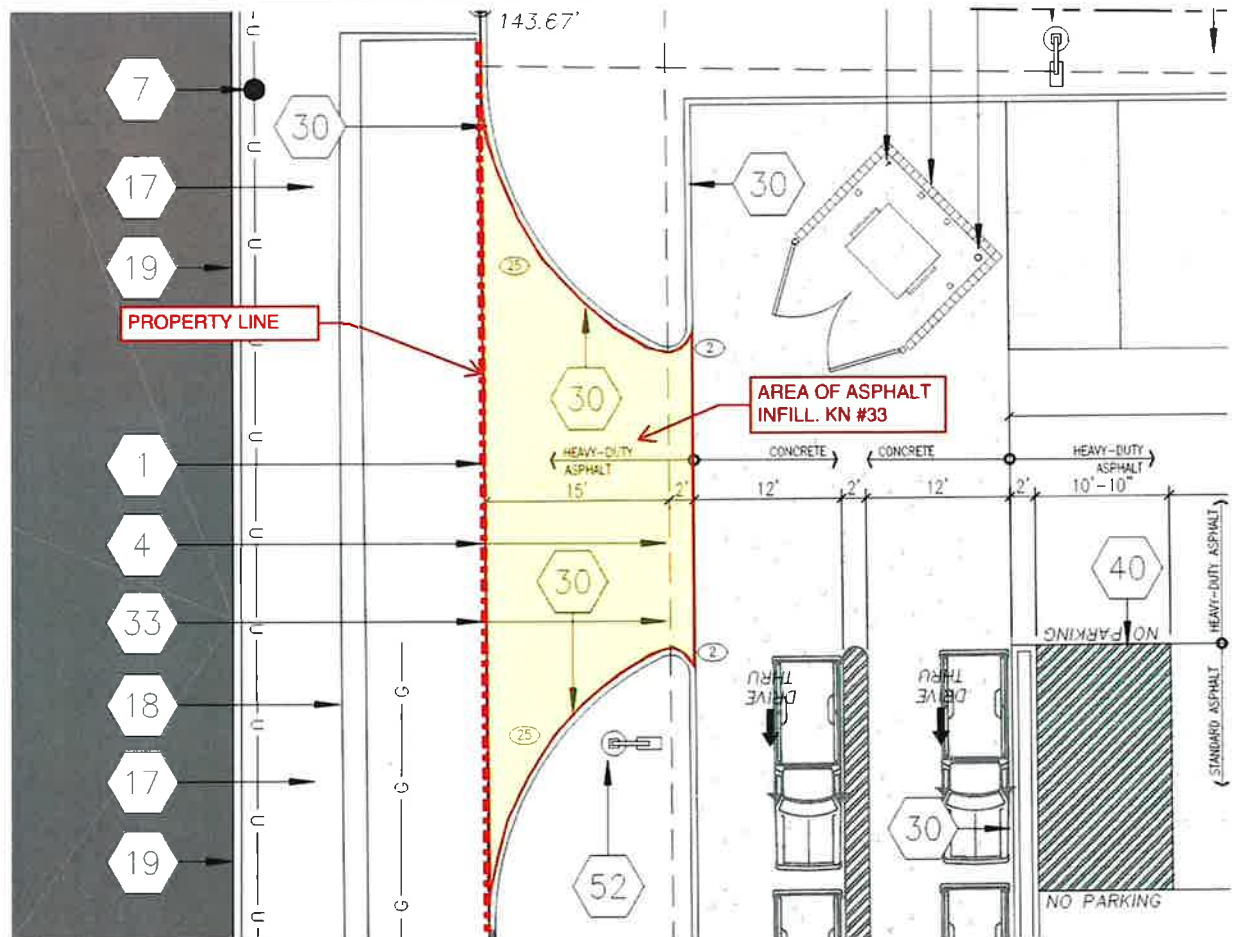 143.67'
7
30
17
30
19
25
PROPERTY LINE
2
30
AREA OF ASPHALT
INFILL. KN #33
1
HEAVY-DUTY
ASPHALT
CONCRETE
CONCRETE
HEAVY-DUTY
ASPHALT
15'
2'
12'
2'
12'
2'
10'-10"
STANDARD ASPHALT
HEAVY-DUTY ASPHALT
4
30
40
33
NO PARKING
2
DRIVE
THRU
DRIVE
THRU
18
G
25
17
G
30
19
52
NO PARKING
G